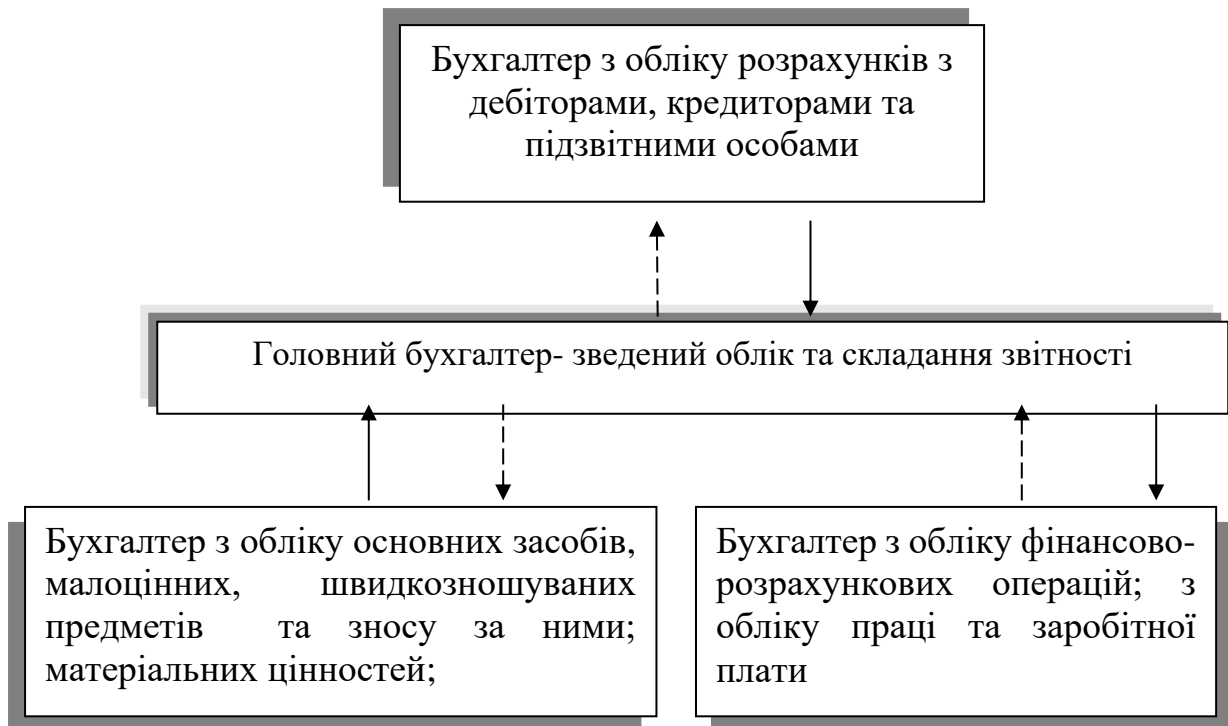 Бухгалтер з обліку розрахунків з
дебіторами, кредиторами та
підзвітними особами
Головний бухгалтер- зведений облік та складання звітності
Бухгалтер з обліку основних засобів,
малоцінних, швидкозношуваних
предметів та зносу за ними;
матеріальних цінностей;
Бухгалтер з обліку фінансово-
розрахункових операцій; з
обліку праці та заробітної
плати